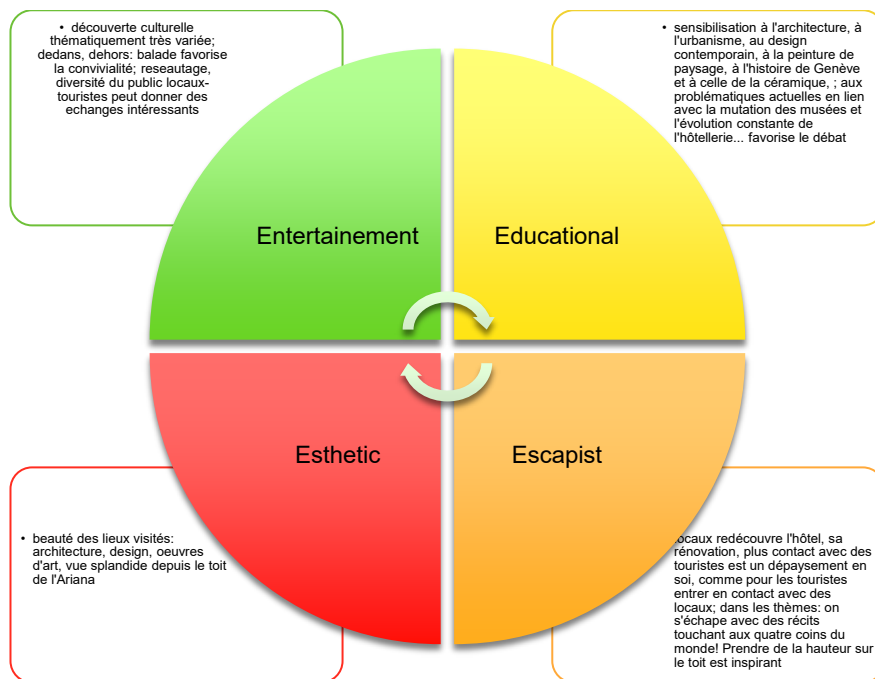 • découverte culturelle
thématiquement très variée;
dedans, dehors: balade favorise
la convivialité; reseautage,
diversité du public locaux-
touristes peut donner des
echanges intéressants
• sensibilisation à l'architecture, à
l'urbanisme, au design
contemporain, à la peinture de
paysage, à l'histoire de Genève
et à celle de la céramique, ; aux
problématiques actuelles en lien
avec la mutation des musées et
l'évolution constante de
l'hôtellerie... favorise le débat
Entertainement
Educational
Esthetic
Escapist
• beauté des lieux visités:
architecture, design, oeuvres
d'art, vue splandide depuis le toit
de l'Ariana
redécouvre l'hôtel, sa
rénovation, plus contact avec des
touristes est un dépaysement en
soi, comme pour les touristes
entrer en contact avec des
locaux; dans les thèmes: on
s'échape avec des récits
touchant aux quatre coins du
monde! Prendre de la hauteur sur
le toit est inspirant